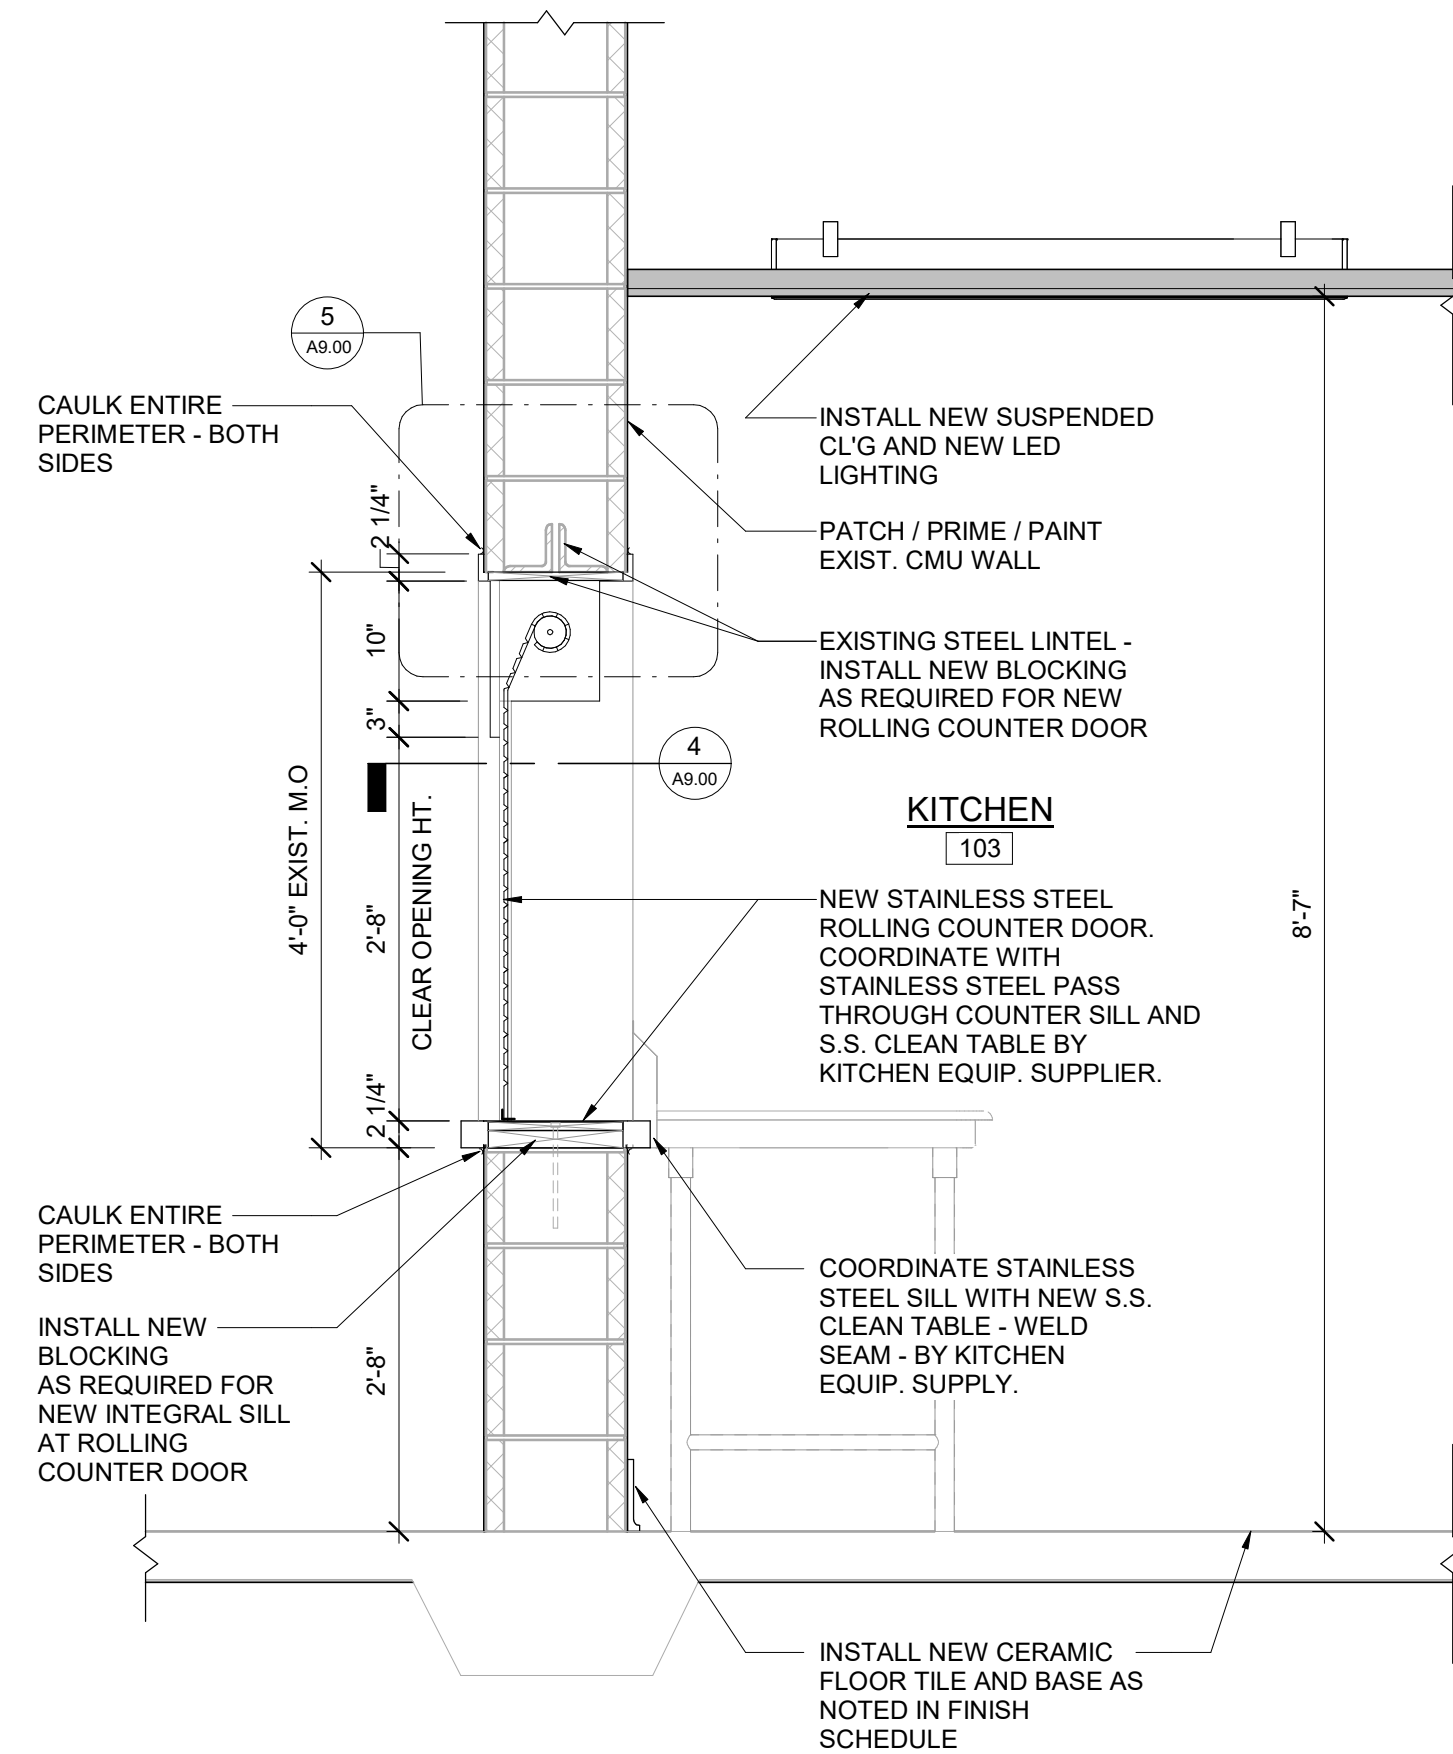 5
A9.00
CAULK ENTIRE
PERIMETER - BOTH
SIDES
INSTALL NEW SUSPENDED
CL'G AND NEW LED
LIGHTING
PATCH / PRIME / PAINT
EXIST. CMU WALL
2 1/4"
10"
3"
EXISTING STEEL LINTEL -
INSTALL NEW BLOCKING
AS REQUIRED FOR NEW
ROLLING COUNTER DOOR
4
A9.00
KITCHEN
103
4'-0" EXIST. M.O
2'-8"
CLEAR OPENING HT.
8'-7"
NEW STAINLESS STEEL
ROLLING COUNTER DOOR.
COORDINATE WITH
STAINLESS STEEL PASS
THROUGH COUNTER SILL AND
S.S. CLEAN TABLE BY
KITCHEN EQUIP. SUPPLIER.
2 1/4"
CAULK ENTIRE
PERIMETER - BOTH
SIDES
INSTALL NEW
BLOCKING
AS REQUIRED FOR
NEW INTEGRAL SILL
AT ROLLING
COUNTER DOOR
2'-8"
COORDINATE STAINLESS
STEEL SILL WITH NEW S.S.
CLEAN TABLE - WELD
SEAM - BY KITCHEN
EQUIP. SUPPLY.
INSTALL NEW CERAMIC
FLOOR TILE AND BASE AS
NOTED IN FINISH
SCHEDULE